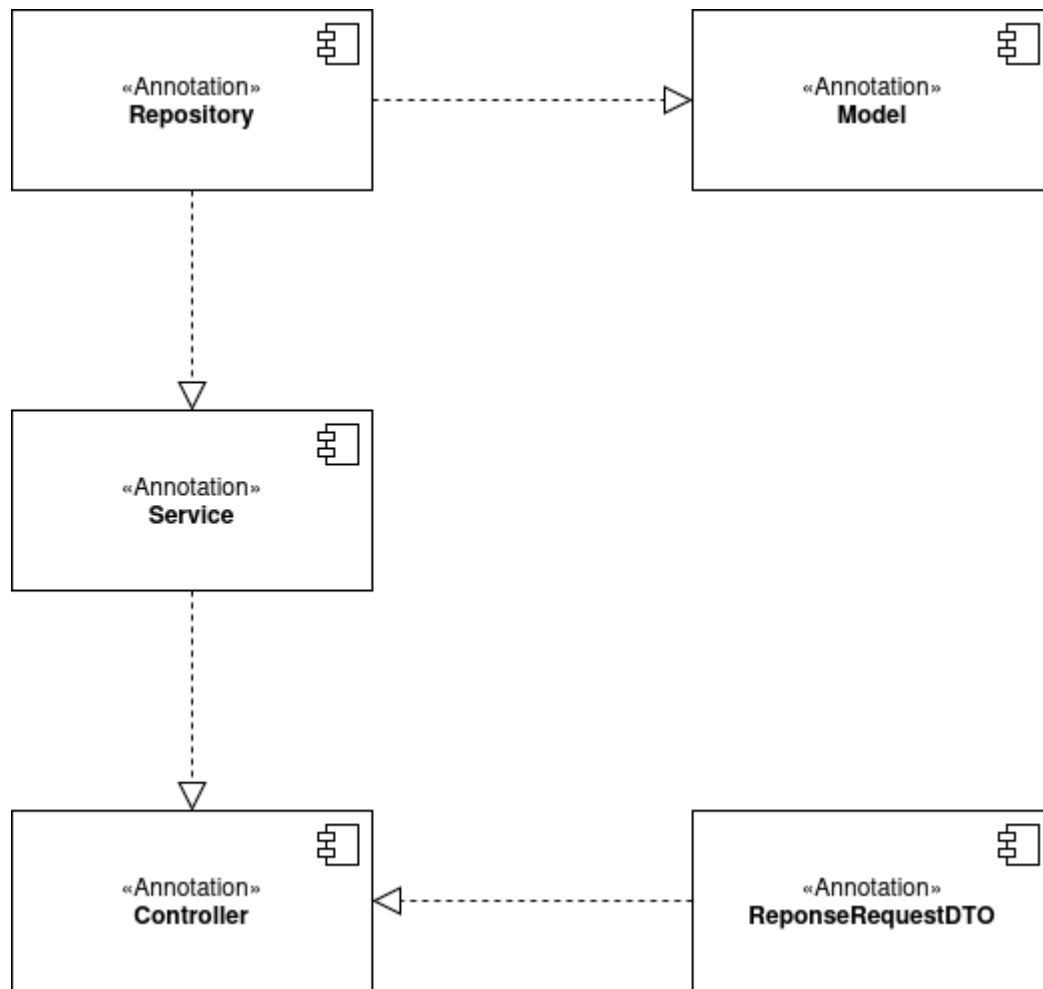 «Annotation»
Repository
«Annotation»
Model
«Annotation»
Service
«Annotation»
Controller
«Annotation»
ReponseRequestDTO